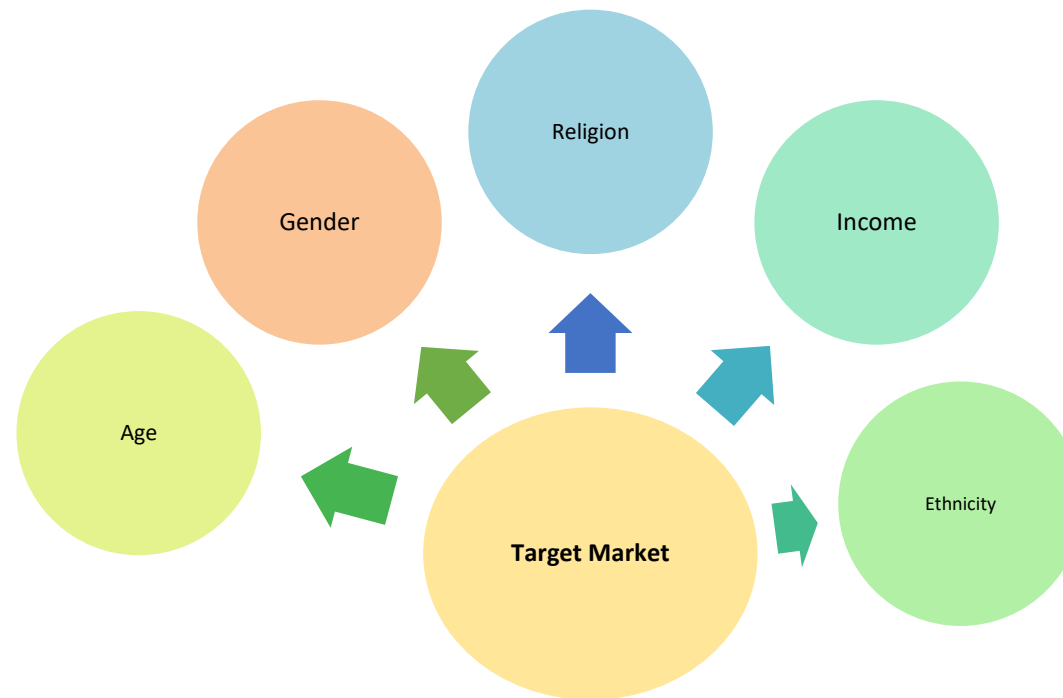 Religion
Gender
Income
Age
Ethnicity
Target Market